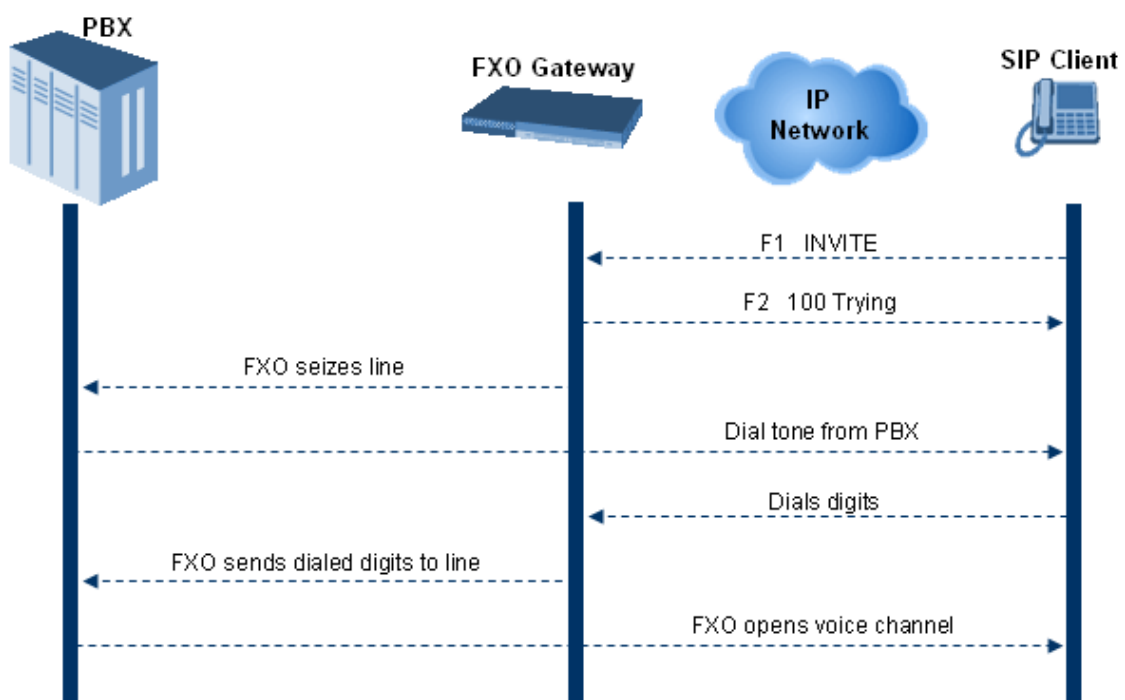 PBX
FXO Gateway
IP
Network
SIP Client
F1 INVITE
F2 100 Trying
FXO seizes line
Dial tone from PBX
Dials digits
FXO sends dialed digits to line
FXO opens voice channel